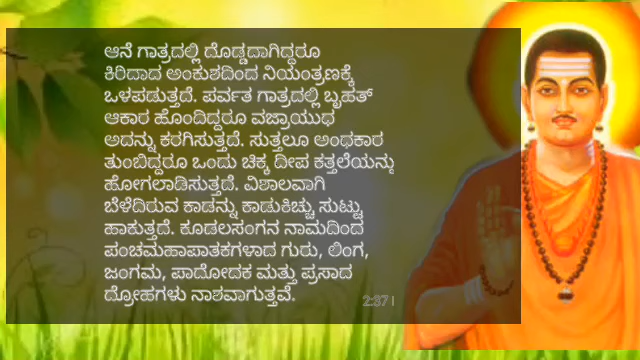 ಆನೆ ಗಾತ್ರದಲ್ಲಿ ದೊಡ್ಡದಾಗಿದ್ದರೂ
ಕಿರಿದಾದ ಅಂಕುಶದಿಂದ ನಿಯಂತ್ರಣಕ್ಕೆ
ಒಳಪಡುತ್ತದೆ. ಪರ್ವತ ಗಾತ್ರದಲ್ಲಿ ಬೃಹತ್
ಆಕಾರ ಹೊಂದಿದ್ದರೂ ವಜ್ರಾಯುಧ
ಅದನ್ನು ಕರಗಿಸುತ್ತದೆ. ಸುತ್ತಲೂ ಅಂಧಕಾರ
ತುಂಬಿದ್ದರೂ ಒಂದು ಚಿಕ್ಕ ದೀಪ ಕತ್ತಲೆಯನ್ನು
ಹೋಗಲಾಡಿಸುತ್ತದೆ. ವಿಶಾಲವಾಗಿ
ಬೆಳೆದಿರುವ ಕಾಡನ್ನು ಕಾಡುಕಿಚ್ಚು ಸುಟ್ಟು
ಹಾಕುತ್ತದೆ. ಕೂಡಲಸಂಗನ ನಾಮದಿಂದ
ಪಂಚಮಹಾಪಾತಕಗಳಾದ ಗುರು, ಲಿಂಗ,
ಜಂಗಮ, ಪಾದೋದಕ ಮತ್ತು ಪ್ರಸಾದ
ದ್ರೋಹಗಳು ನಾಶವಾಗುತ್ತವೆ.
2:37 |